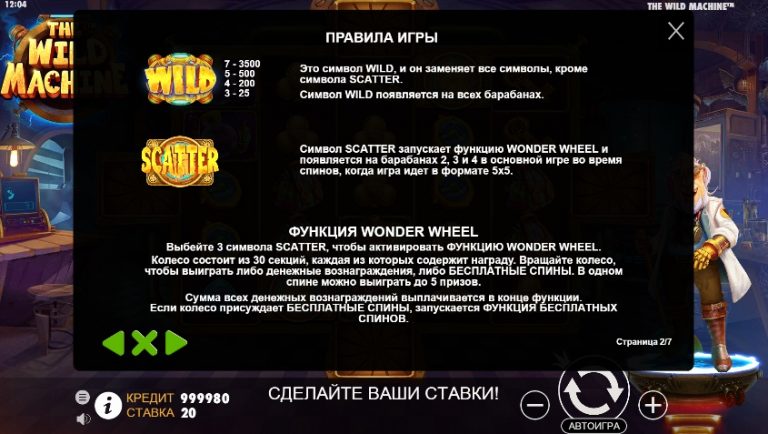 12:04
THE WILD MACHINE™
THE
WILD
MACHINE
ПРАВИЛА ИГРЫ
WILD
7 - 3500
5 - 500
4 - 200
3 - 25
Это символ WILD, и он заменяет все символы, кроме
символа SCATTER.
Символ WILD появляется на всех барабанах.
SCATTER
Символ SCATTER запускает функцию WONDER WHEEL и
появляется на барабанах 2, 3 и 4 в основной игре во время
спинов, когда игра идет в формате 5x5.
ФУНКЦИЯ WONDER WHEEL
Выбейте 3 символа SCATTER, чтобы активировать ФУНКЦИЮ WONDER WHEEL.
Колесо состоит из 30 секций, каждая из которых содержит награду. Вращайте колесо,
чтобы выиграть либо денежные вознаграждения, либо БЕСПЛАТНЫЕ СПИНЫ. В одном
спине можно выиграть до 5 призов.
Сумма всех денежных вознаграждений выплачивается в конце функции.
Если колесо присуждает БЕСПЛАТНЫЕ СПИНЫ, запускается ФУНКЦИЯ БЕСПЛАТНЫХ
СПИНОВ.
Страница 2/7
КРЕДИТ 999980
СТАВКА 20
СДЕЛАЙТЕ ВАШИ СТАВКИ!
АВТОИГРА